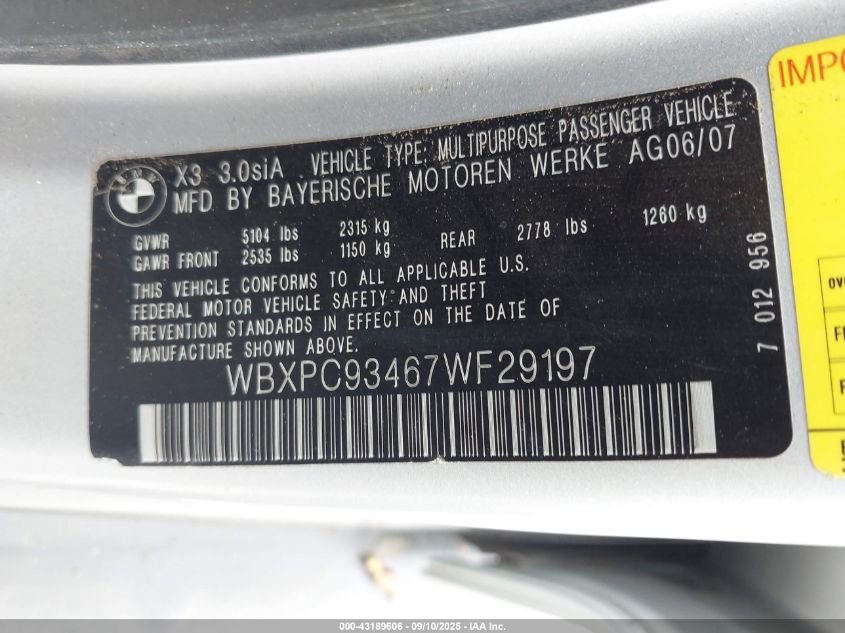 X3 3.0siA VEHICLE TYPE: MULTIPURPOSE PASSENGER VEHICLE
MFD BY BAYERISCHE MOTOREN WERKE AG06/07
GVWR 5104 lbs 2315 kg
GAWR FRONT 2535 lbs 1150 kg REAR 2778 lbs 1260 kg
THIS VEHICLE CONFORMS TO ALL APPLICABLE U.S.
FEDERAL MOTOR VEHICLE SAFETY AND THEFT
PREVENTION STANDARDS IN EFFECT ON THE DATE OF
MANUFACTURE SHOWN ABOVE.
WBXPC93467WF29197
7 012 956
000-43189606 - 09/10/2025 - IAA Inc.